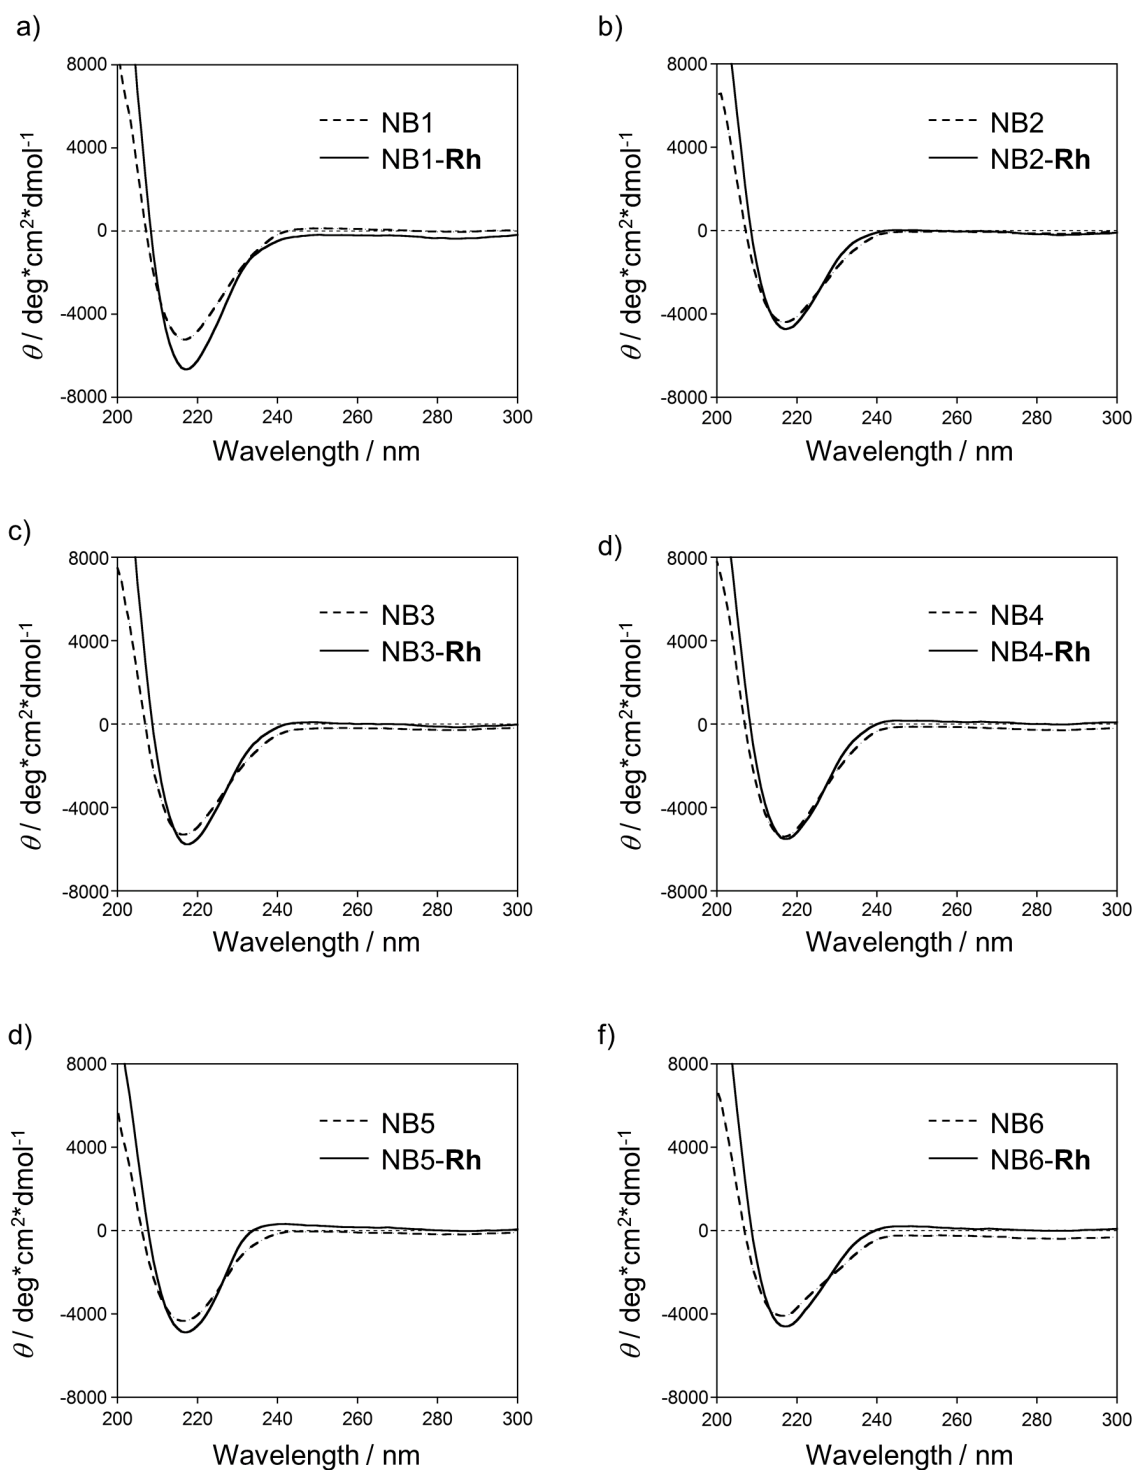 a)
8000
4000
0
-4000
-8000
θ / deg*cm2*dmol-1
NB1
NB1-Rh
200 220 240 260 280 300
Wavelength / nm
b)
8000
4000
0
-4000
-8000
θ / deg*cm2*dmol-1
NB2
NB2-Rh
200 220 240 260 280 300
Wavelength / nm
c)
8000
4000
0
-4000
-8000
θ / deg*cm2*dmol-1
NB3
NB3-Rh
200 220 240 260 280 300
Wavelength / nm
d)
8000
4000
0
-4000
-8000
θ / deg*cm2*dmol-1
NB4
NB4-Rh
200 220 240 260 280 300
Wavelength / nm
d)
8000
4000
0
-4000
-8000
θ / deg*cm2*dmol-1
NB5
NB5-Rh
200 220 240 260 280 300
Wavelength / nm
f)
8000
4000
0
-4000
-8000
θ / deg*cm2*dmol-1
NB6
NB6-Rh
200 220 240 260 280 300
Wavelength / nm